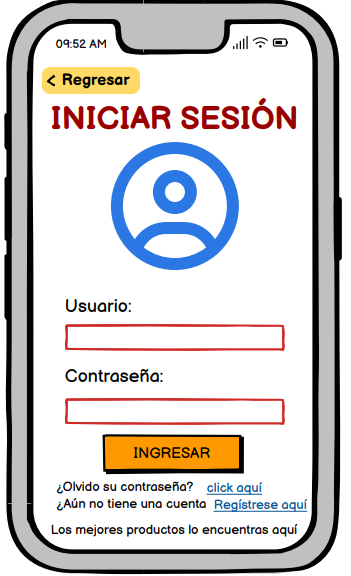 09:52 AM
< Regresar
INICIAR SESIÓN
Usuario:
Contraseña:
INGRESAR
¿Olvido su contraseña? click aquí
¿Aún no tiene una cuenta Regístrese aquí
Los mejores productos lo encuentras aquí